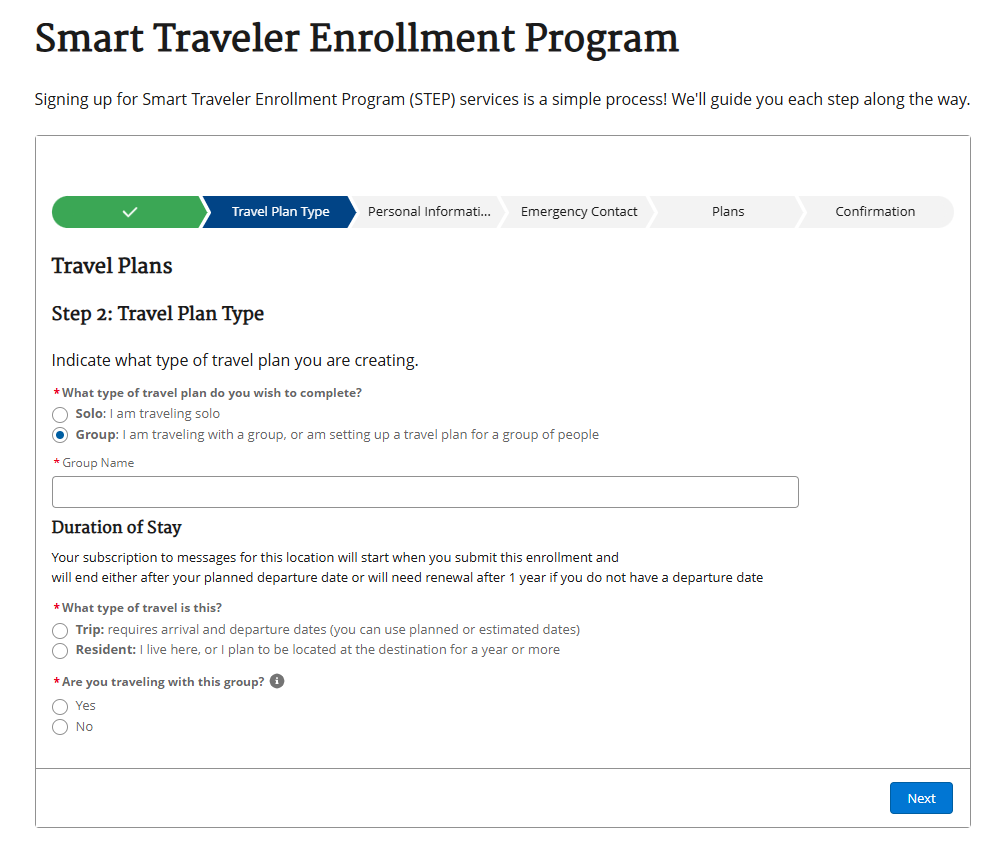 Smart Traveler Enrollment Program
Signing up for Smart Traveler Enrollment Program (STEP) services is a simple process! We'll guide you each step along the way.
Travel Plan Type
Personal Informati...
Emergency Contact
Plans
Confirmation
Travel Plans
Step 2: Travel Plan Type
Indicate what type of travel plan you are creating.
*What type of travel plan do you wish to complete?
Solo: I am traveling solo
Group: I am traveling with a group, or am setting up a travel plan for a group of people
*Group Name
Duration of Stay
Your subscription to messages for this location will start when you submit this enrollment and
will end either after your planned departure date or will need renewal after 1 year if you do not have a departure date
*What type of travel is this?
Trip: requires arrival and departure dates (you can use planned or estimated dates)
Resident: I live here, or I plan to be located at the destination for a year or more
*Are you traveling with this group?
Yes
No
Next